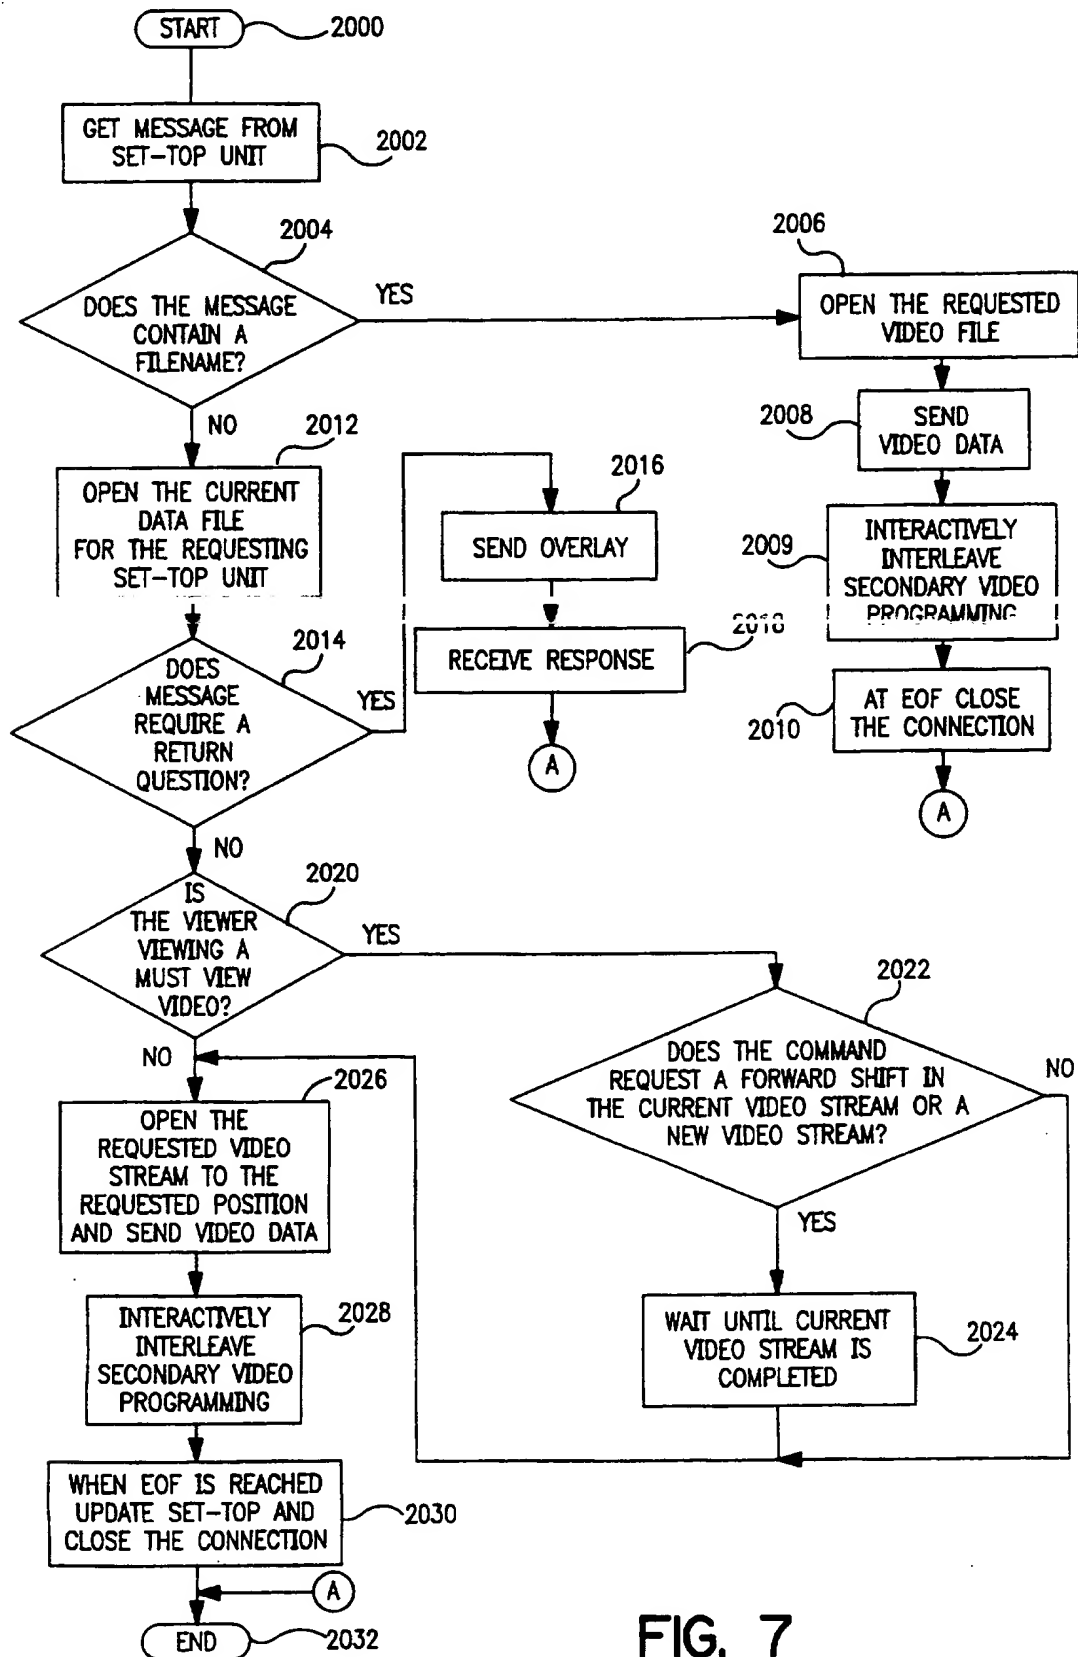 START
2000
GET MESSAGE FROM
SET-TOP UNIT
2002
2004
DOES THE MESSAGE
CONTAIN A
FILENAME?
YES
NO
2006
OPEN THE REQUESTED
VIDEO FILE
2008
SEND
VIDEO DATA
2009
INTERACTIVELY
INTERLEAVE
SECONDARY VIDEO
PROGRAMMING
2010
AT EOF CLOSE
THE CONNECTION
A
2012
OPEN THE CURRENT
DATA FILE
FOR THE REQUESTING
SET-TOP UNIT
2014
DOES
MESSAGE
REQUIRE A
RETURN
QUESTION?
YES
NO
2016
SEND OVERLAY
2018
RECEIVE RESPONSE
A
2020
IS
THE VIEWER
VIEWING A
MUST VIEW
VIDEO?
YES
NO
2022
DOES THE COMMAND
REQUEST A FORWARD SHIFT IN
THE CURRENT VIDEO STREAM OR A
NEW VIDEO STREAM?
NO
YES
WAIT UNTIL CURRENT
VIDEO STREAM IS
COMPLETED
2024
2026
OPEN THE
REQUESTED VIDEO
STREAM TO THE
REQUESTED POSITION
AND SEND VIDEO DATA
INTERACTIVELY
INTERLEAVE
SECONDARY VIDEO
PROGRAMMING
2028
WHEN EOF IS REACHED
UPDATE SET-TOP AND
CLOSE THE CONNECTION
2030
A
END
2032
FIG. 7